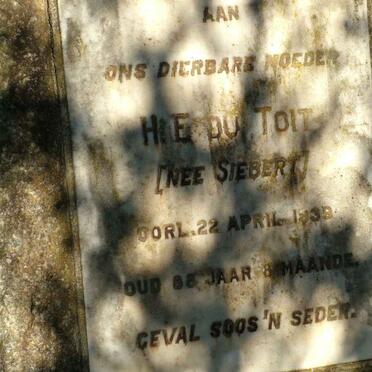 AAN
ONS DIERBARE MOEDER
H.E. DU TOIT
[NEE SIEBERT]
OORL. 22 APRIL 1939
OUD 68 JAAR 8 MAANDE.
GEVAL SOOS 'N SEDER.